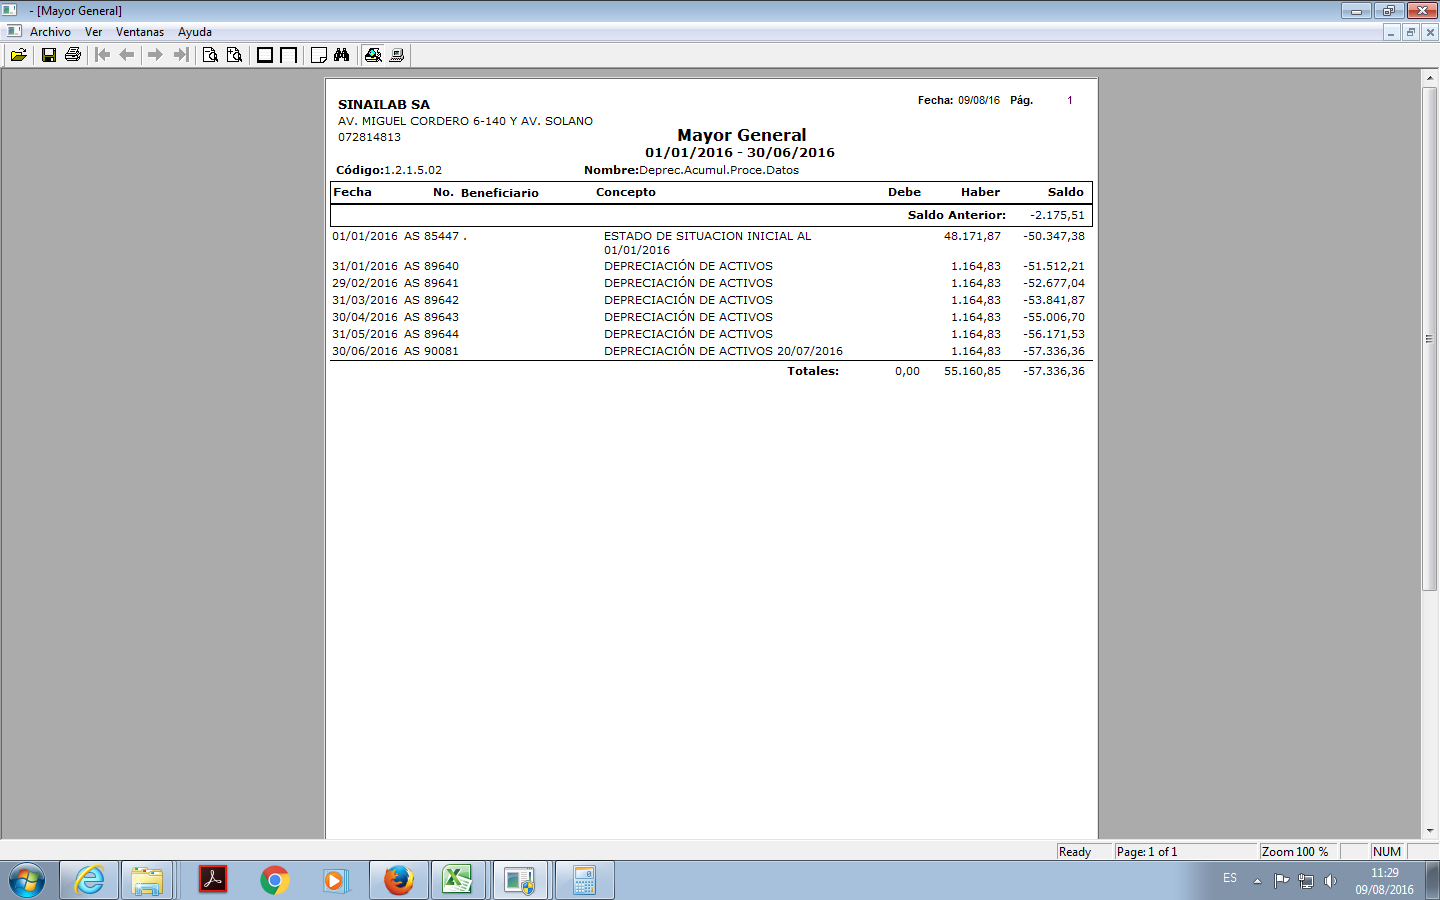 - [Mayor General]
Archivo Ver Ventanas Ayuda
SINAILAB SA
Fecha: 09/08/16 Pág. 1
AV. MIGUEL CORDERO 6-140 Y AV. SOLANO
072814813
Mayor General
01/01/2016 - 30/06/2016
Código:1.2.1.5.02 Nombre:Deprec.Acumul.Proce.Datos
Fecha No. Beneficiario Concepto Debe Haber Saldo
Saldo Anterior: -2.175,51
01/01/2016 AS 85447 . ESTADO DE SITUACION INICIAL AL 48.171,87 -50.347,38
01/01/2016
31/01/2016 AS 89640 DEPRECIACIÓN DE ACTIVOS 1.164,83 -51.512,21
29/02/2016 AS 89641 DEPRECIACIÓN DE ACTIVOS 1.164,83 -52.677,04
31/03/2016 AS 89642 DEPRECIACIÓN DE ACTIVOS 1.164,83 -53.841,87
30/04/2016 AS 89643 DEPRECIACIÓN DE ACTIVOS 1.164,83 -55.006,70
31/05/2016 AS 89644 DEPRECIACIÓN DE ACTIVOS 1.164,83 -56.171,53
30/06/2016 AS 90081 DEPRECIACIÓN DE ACTIVOS 20/07/2016 1.164,83 -57.336,36
Totales: 0,00 55.160,85 -57.336,36
Ready Page: 1 of 1 Zoom 100 % NUM
ES 11:29
09/08/2016